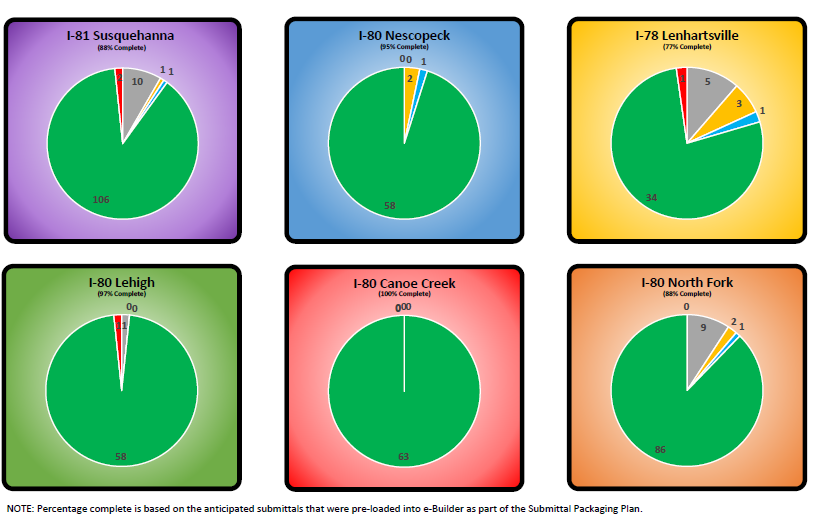 I-81 Susquehanna
(88% Complete)
10
1 1
106
I-80 Nescopeck
(95% Complete)
0 0 1
2
58
I-78 Lenhartsville
(77% Complete)
1
5
3
1
34
I-80 Lehigh
(97% Complete)
0 0
1
58
I-80 Canoe Creek
(100% Complete)
0 0 0 0
63
I-80 North Fork
(88% Complete)
0
9
2 1
86
NOTE: Percentage complete is based on the anticipated submittals that were pre-loaded into e-Builder as part of the Submittal Packaging Plan.